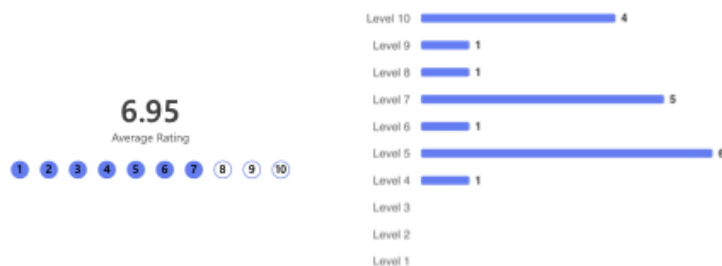 6.95
Average Rating
1 2 3 4 5 6 7 8 9 10
Level 10 4
Level 9 1
Level 8 1
Level 7 5
Level 6 1
Level 5 6
Level 4 1
Level 3
Level 2
Level 1